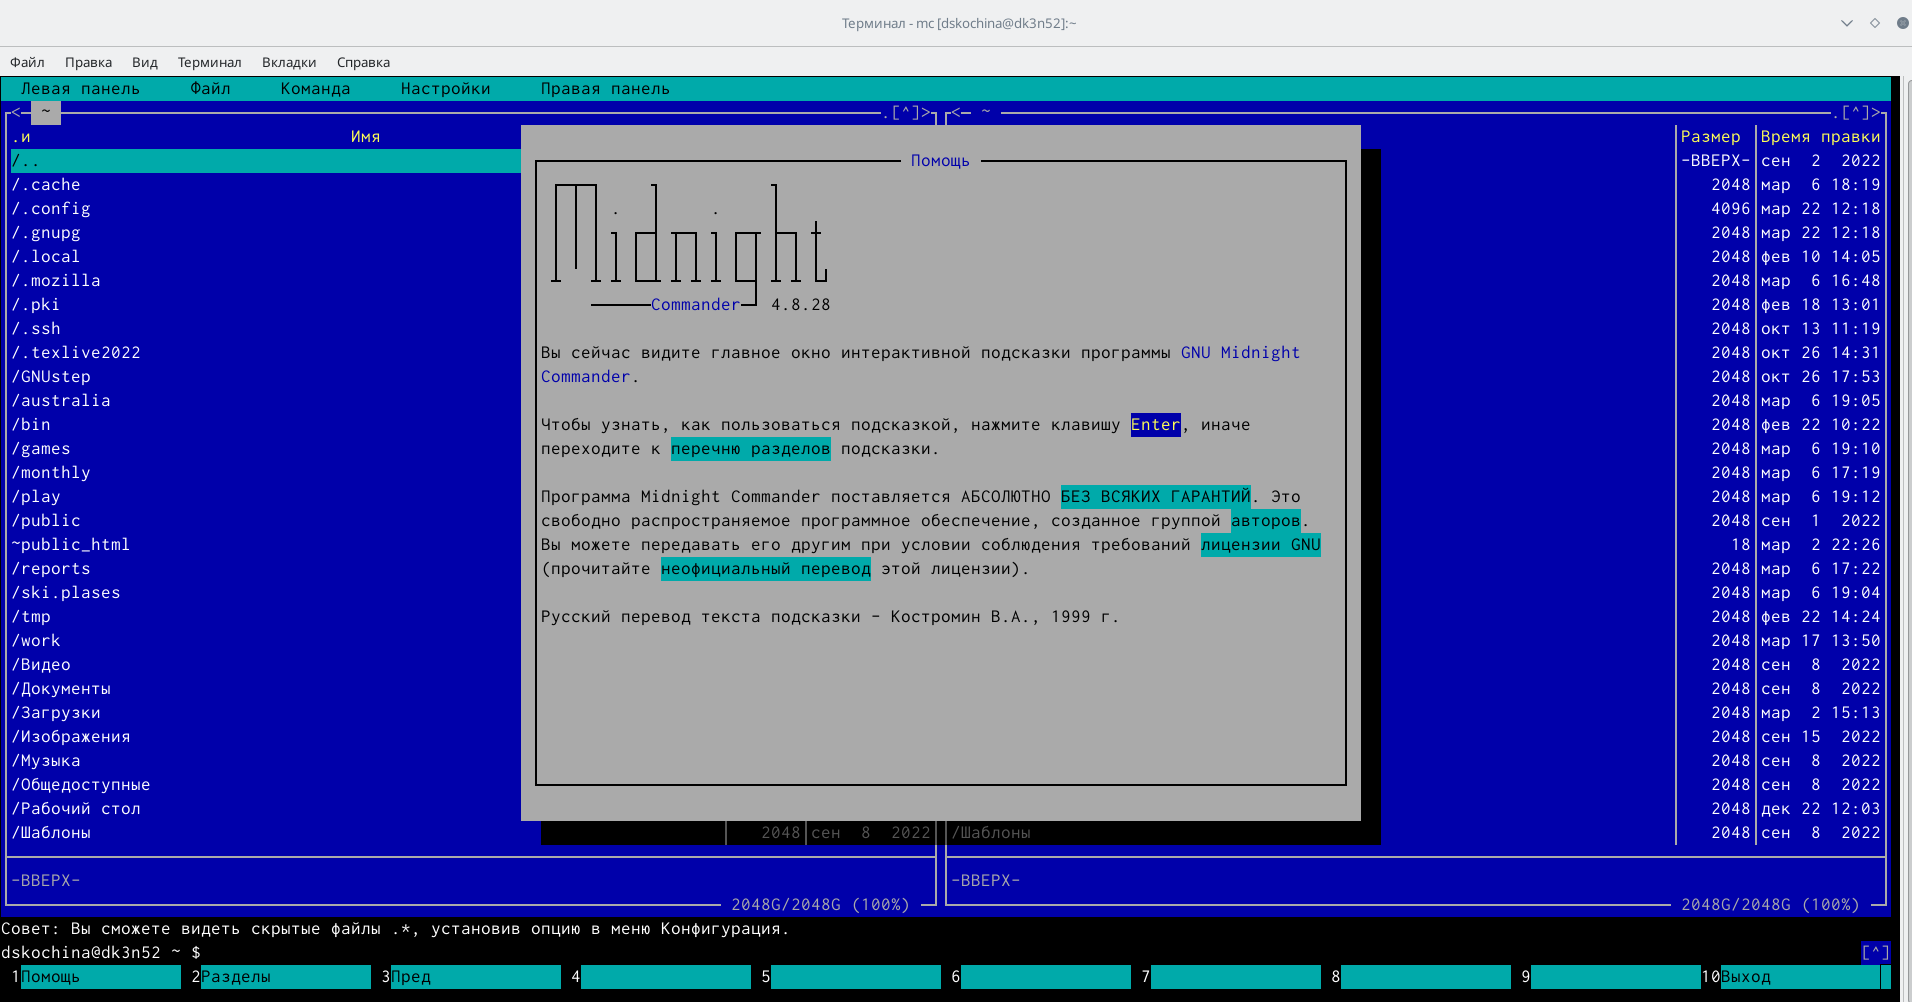 Терминал - mc [dskochina@dk3n52]:~
Файл Правка Вид Терминал Вкладки Справка
Левая панель Файл Команда Настройки Правая панель
<─ ~ .[^]> <─ ~ .[^]>
.и Имя Размер Время правки
/.. -ВВЕРХ- сен 2 2022
/.cache 2048 мар 6 18:19
/.config 4096 мар 22 12:18
/.gnupg 2048 мар 22 12:18
/.local 2048 фев 10 14:05
/.mozilla 2048 мар 6 16:48
/.pki 2048 фев 18 13:01
/.ssh 2048 окт 13 11:19
/.texlive2022 2048 окт 26 14:31
/GNUstep 2048 окт 26 17:53
/australia 2048 мар 6 19:05
/bin 2048 фев 22 10:22
/games 2048 мар 6 19:10
/monthly 2048 мар 6 17:19
/play 2048 мар 6 19:12
/public 2048 сен 1 2022
~public_html 18 мар 2 22:26
/reports 2048 мар 6 17:22
/ski.plases 2048 мар 6 19:04
/tmp 2048 фев 22 14:24
/work 2048 мар 17 13:50
/Видео 2048 сен 8 2022
/Документы 2048 сен 8 2022
/Загрузки 2048 мар 2 15:13
/Изображения 2048 сен 15 2022
/Музыка 2048 сен 8 2022
/Общедоступные 2048 сен 8 2022
/Рабочий стол 2048 дек 22 12:03
/Шаблоны 2048 сен 8 2022 /Шаблоны 2048 сен 8 2022
Помощь
Midnight
Commander 4.8.28
Вы сейчас видите главное окно интерактивной подсказки программы GNU Midnight
Commander.
Чтобы узнать, как пользоваться подсказкой, нажмите клавишу Enter, иначе
переходите к перечню разделов подсказки.
Программа Midnight Commander поставляется АБСОЛЮТНО БЕЗ ВСЯКИХ ГАРАНТИЙ. Это
свободно распространяемое программное обеспечение, созданное группой авторов.
Вы можете передавать его другим при условии соблюдения требований лицензии GNU
(прочитайте неофициальный перевод этой лицензии).
Русский перевод текста подсказки - Костромин В.А., 1999 г.
-ВВЕРХ- -ВВЕРХ-
2048G/2048G (100%) 2048G/2048G (100%)
Совет: Вы сможете видеть скрытые файлы .*, установив опцию в меню Конфигурация.
dskochina@dk3n52 ~ $ [^]
1Помощь 2Разделы 3Пред 4 5 6 7 8 9 10Выход